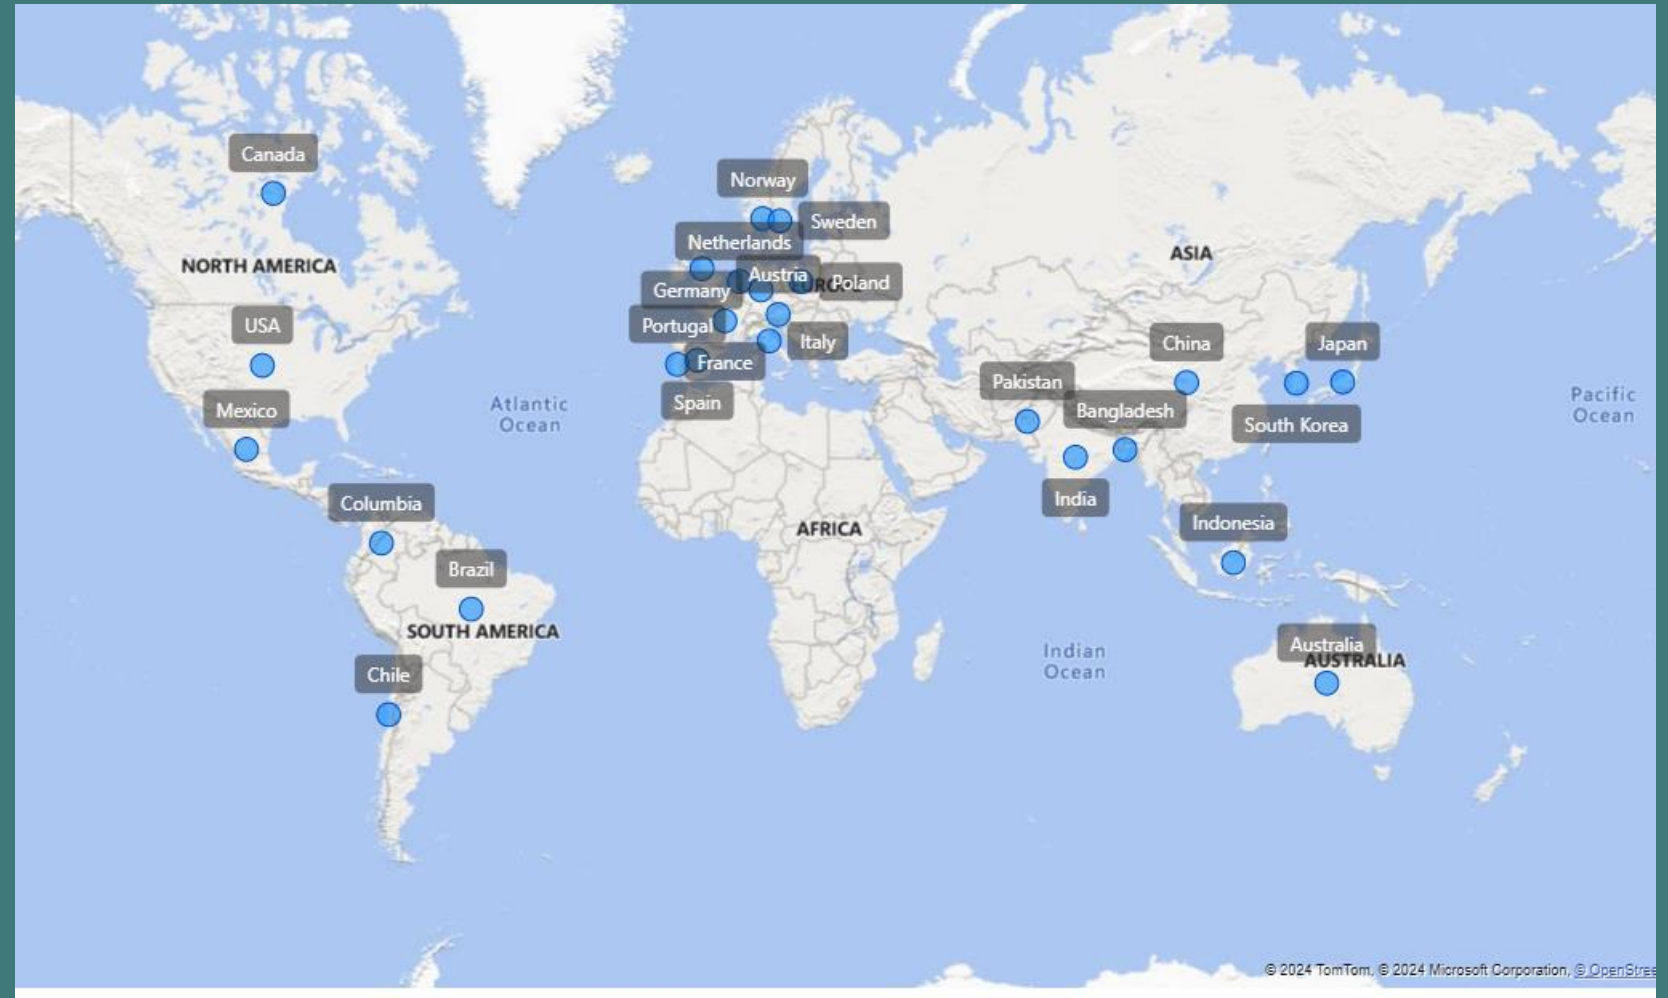 Canada
Norway
Sweden
Netherlands
NORTH AMERICA
ASIA
Austria
Poland
Germany
USA
Portugal
Italy
China
Japan
France
Pakistan
Mexico
Spain
Atlantic
Ocean
Bangladesh
Pacific
Ocean
South Korea
India
Columbia
Indonesia
AFRICA
Brazil
SOUTH AMERICA
Australia
AUSTRALIA
Indian
Ocean
Chile
© 2024 TomTom, © 2024 Microsoft Corporation, © OpenStree